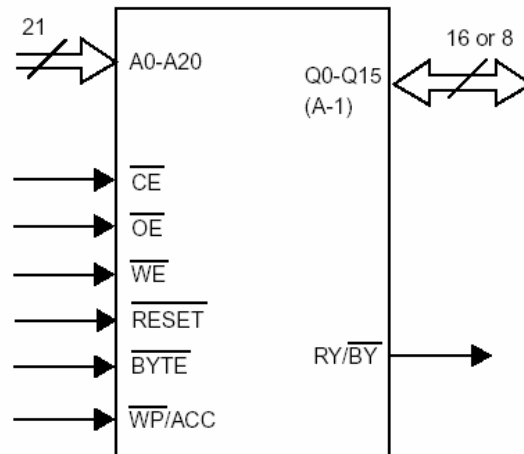 21
16 or 8
A0-A20
Q0-Q15
(A-1)
CE
OE
WE
RESET
RY/BY
BYTE
WP/ACC